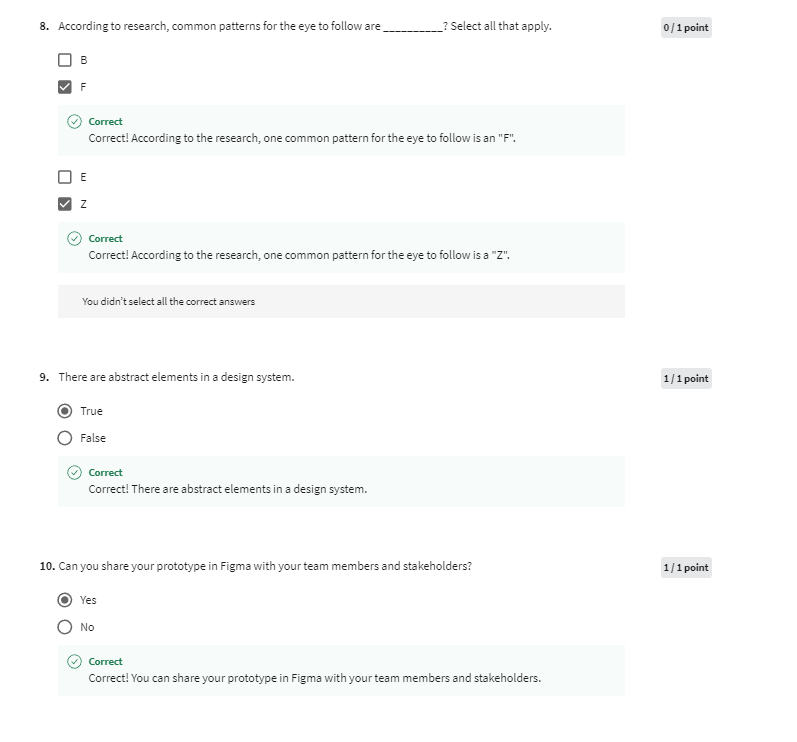 8. According to research, common patterns for the eye to follow are __________? Select all that apply.
0 / 1 point
B
F
Correct
Correct! According to the research, one common pattern for the eye to follow is an "F".
E
Z
Correct
Correct! According to the research, one common pattern for the eye to follow is a "Z".
You didn't select all the correct answers
9. There are abstract elements in a design system.
1 / 1 point
True
False
Correct
Correct! There are abstract elements in a design system.
10. Can you share your prototype in Figma with your team members and stakeholders?
1 / 1 point
Yes
No
Correct
Correct! You can share your prototype in Figma with your team members and stakeholders.